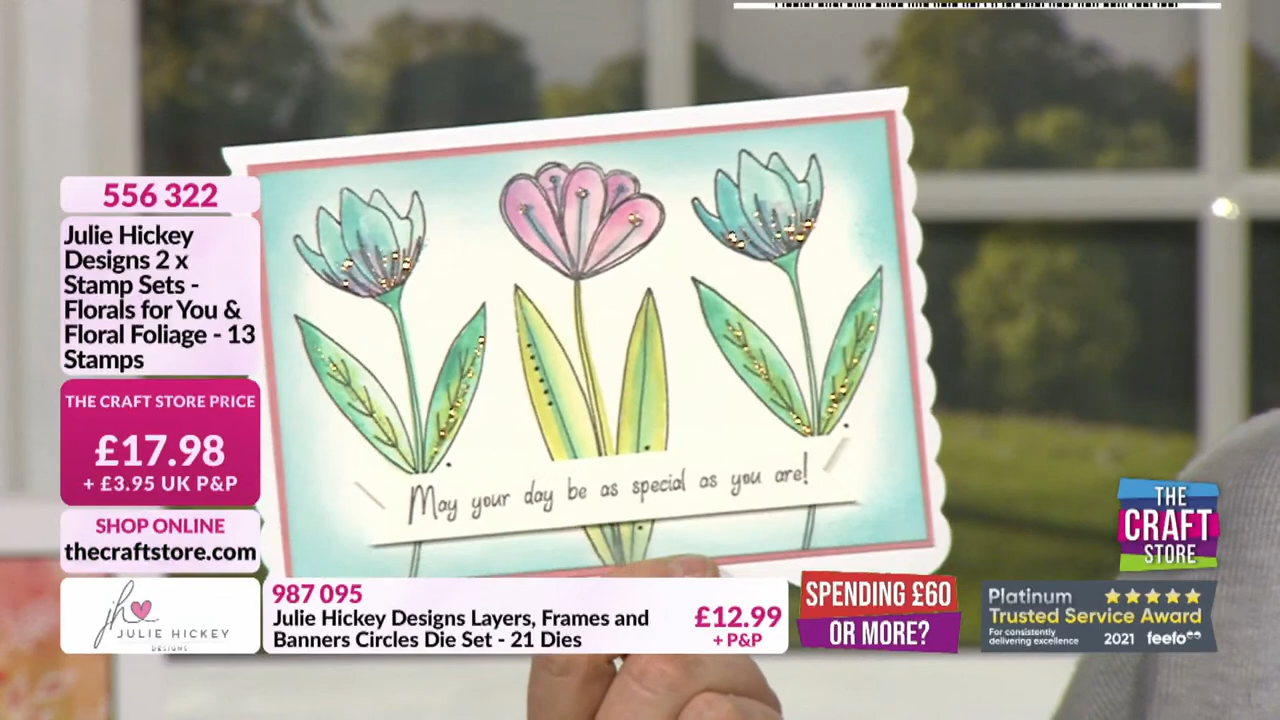 556 322
Julie Hickey
Designs 2 x
Stamp Sets -
Florals for You &
Floral Foliage - 13
Stamps
THE CRAFT STORE PRICE
£17.98
+ £3.95 UK P&P
SHOP ONLINE
thecraftstore.com
May your day be as special as you are!
THE
CRAFT
STORE
jh
JULIE HICKEY
DESIGNS
987 095
Julie Hickey Designs Layers, Frames and
Banners Circles Die Set - 21 Dies
£12.99
+ P&P
SPENDING £60
OR MORE?
Platinum
Trusted Service Award
For consistently
delivering excellence
2021 feefo